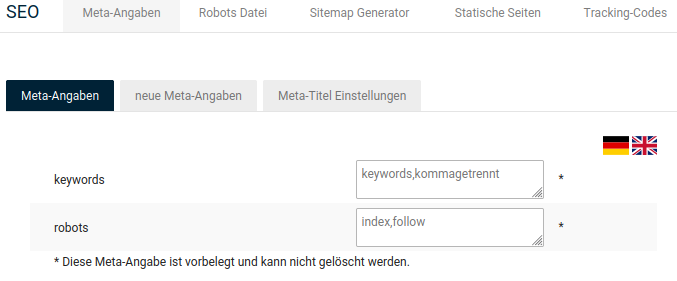 SEO Meta-Angaben Robots Datei Sitemap Generator Statische Seiten Tracking-Codes
Meta-Angaben neue Meta-Angaben Meta-Titel Einstellungen
keywords keywords,kommagetrennt *
robots index,follow *
* Diese Meta-Angabe ist vorbelegt und kann nicht gelöscht werden.